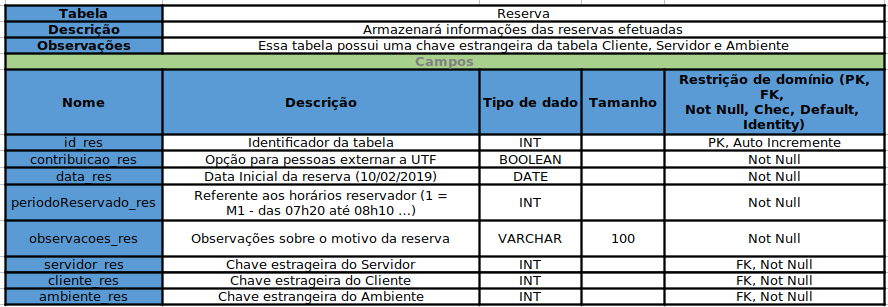 Tabela Reserva
Descrição Armazenará informações das reservas efetuadas
Observações Essa tabela possui uma chave estrangeira da tabela Cliente, Servidor e Ambiente
Campos
Nome Descrição Tipo de dado Tamanho Restrição de domínio (PK,
FK,
Not Null, Chec, Default,
Identity)
id_res Identificador da tabela INT PK, Auto Incremente
contribuicao_res Opção para pessoas externar a UTF BOOLEAN Not Null
data_res Data Inicial da reserva (10/02/2019) DATE Not Null
periodoReservado_res Referente aos horários reservador (1 =
M1 - das 07h20 até 08h10 ...) INT Not Null
observacoes_res Observações sobre o motivo da reserva VARCHAR 100 Not Null
servidor_res Chave estrageira do Servidor INT FK, Not Null
cliente_res Chave estrageira do Cliente INT FK, Not Null
ambiente_res Chave estrangeira do Ambiente INT FK, Not Null